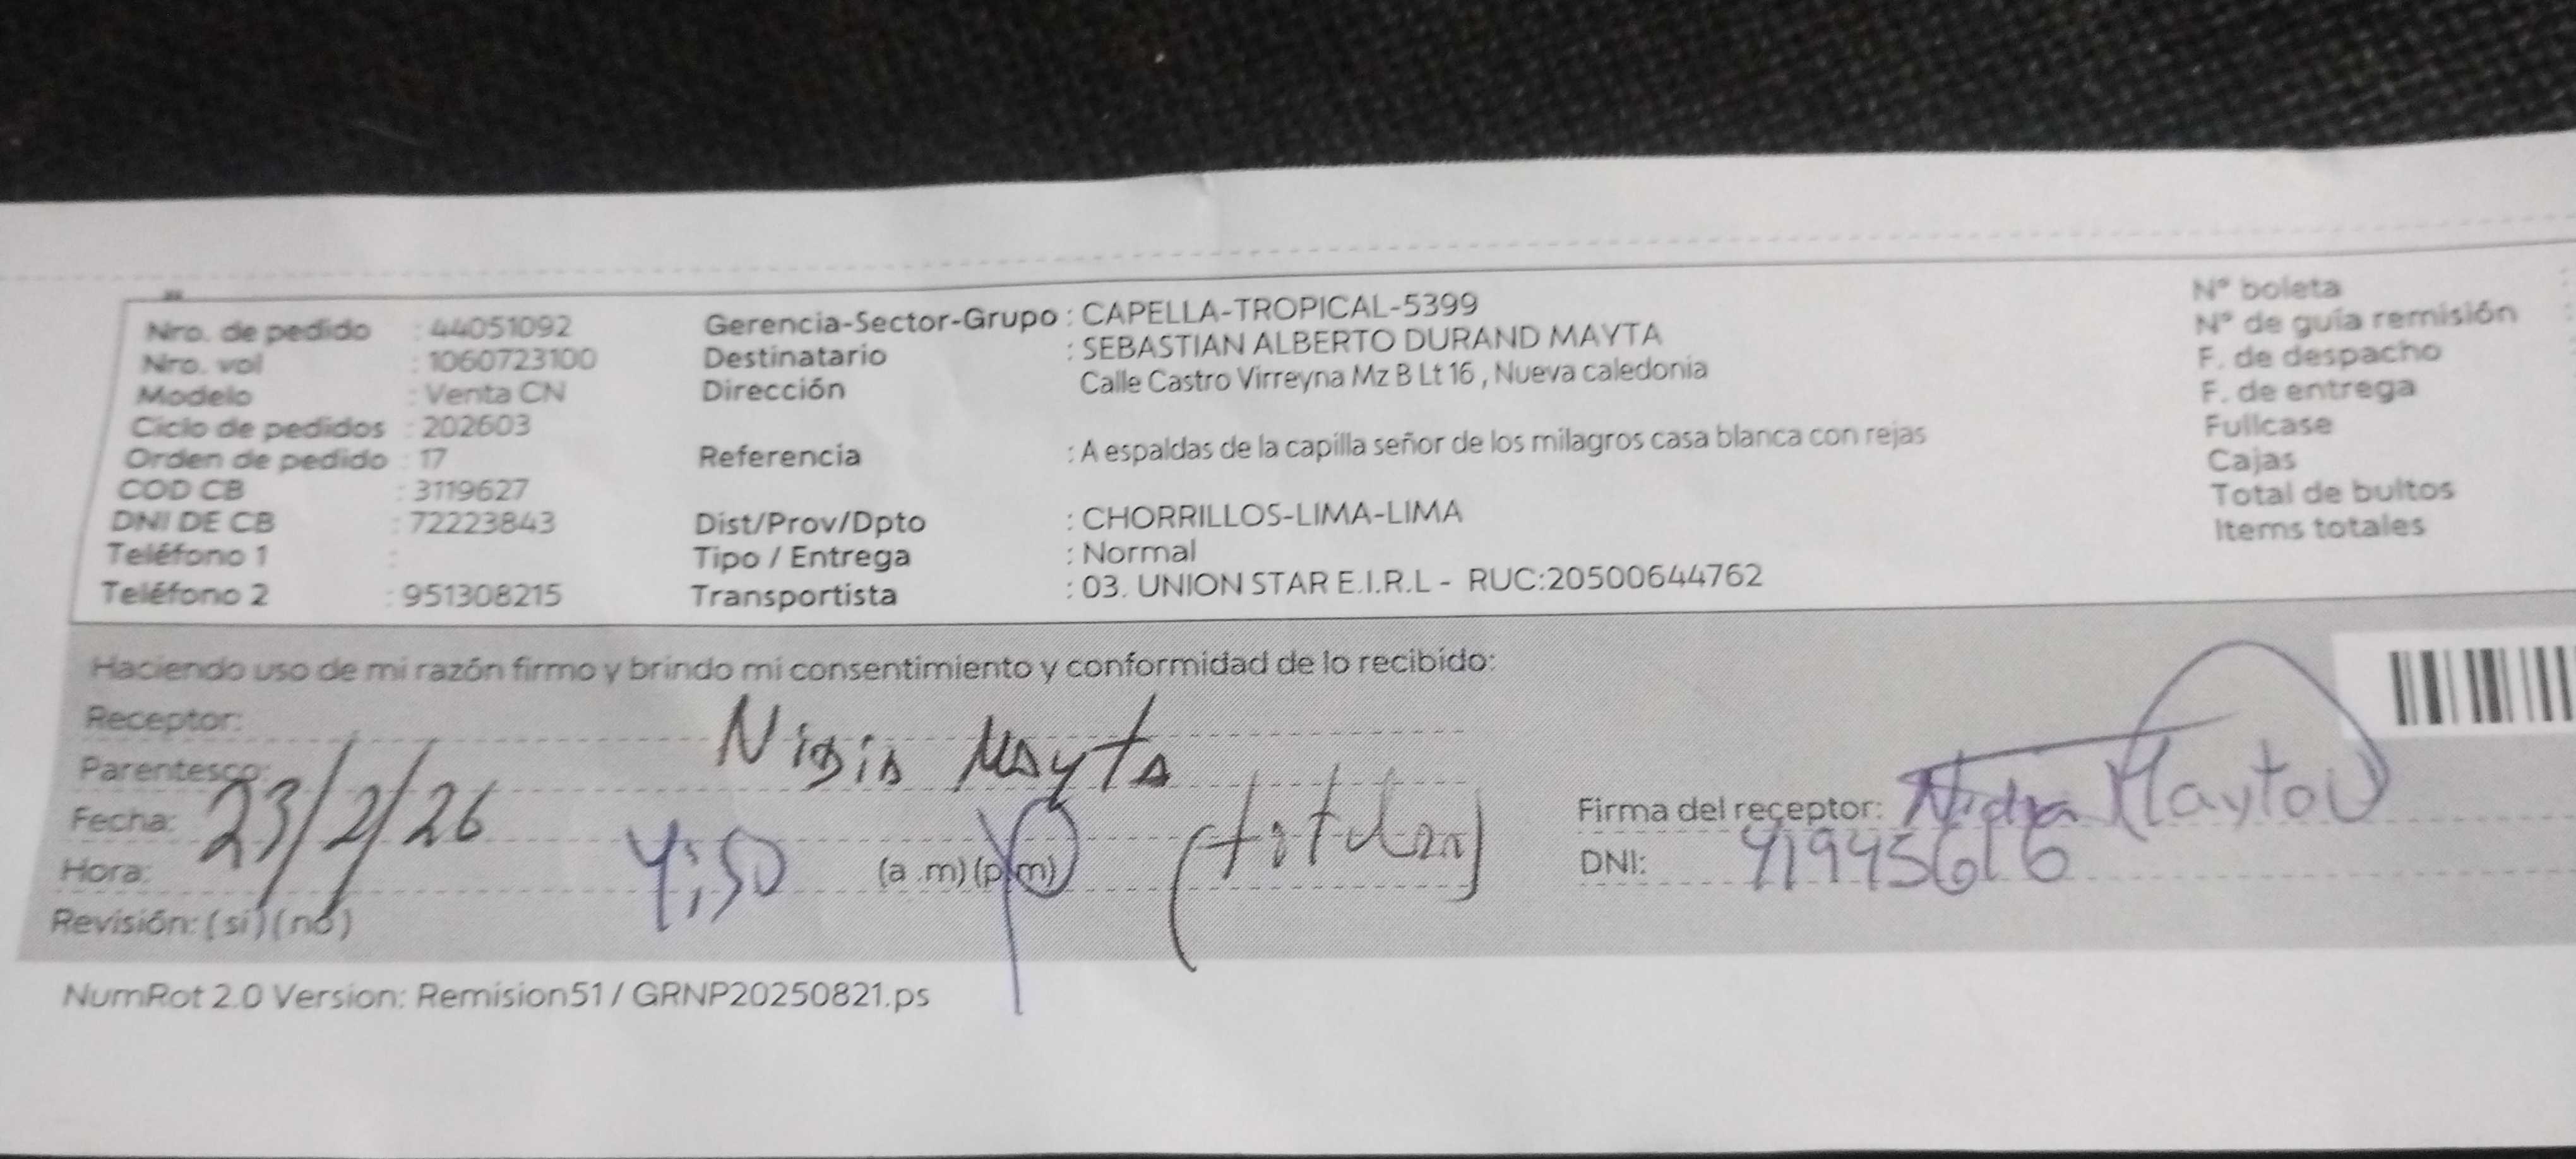 Nro. de pedido : 44051092
Nro. vol : 1060723100
Modelo : Venta CN
Ciclo de pedidos : 202603
Orden de pedido : 17
COD CB : 3119627
DNI DE CB : 72223843
Teléfono 1 :
Teléfono 2 : 951308215
Gerencia-Sector-Grupo : CAPELLA-TROPICAL-5399
Destinatario : SEBASTIAN ALBERTO DURAND MAYTA
Dirección Calle Castro Virreyna Mz B Lt 16 , Nueva caledonia
Referencia : A espaldas de la capilla señor de los milagros casa blanca con rejas
Dist/Prov/Dpto : CHORRILLOS-LIMA-LIMA
Tipo / Entrega : Normal
Transportista : 03. UNION STAR E.I.R.L - RUC:20500644762
N° boleta
N° de guía remisión
F. de despacho
F. de entrega
Fullcase
Cajas
Total de bultos
Items totales
Haciendo uso de mi razón firmo y brindo mi consentimiento y conformidad de lo recibido:
Receptor: Mayta
Parentesco:
Fecha: 23/2/26 (titular)
Hora: 4:50 (a .m) (p.m)
Revisión: (si) (no)
Firma del receptor: Mayta
DNI: 41945616
NumRot 2.0 Version: Remision51 / GRNP20250821.ps